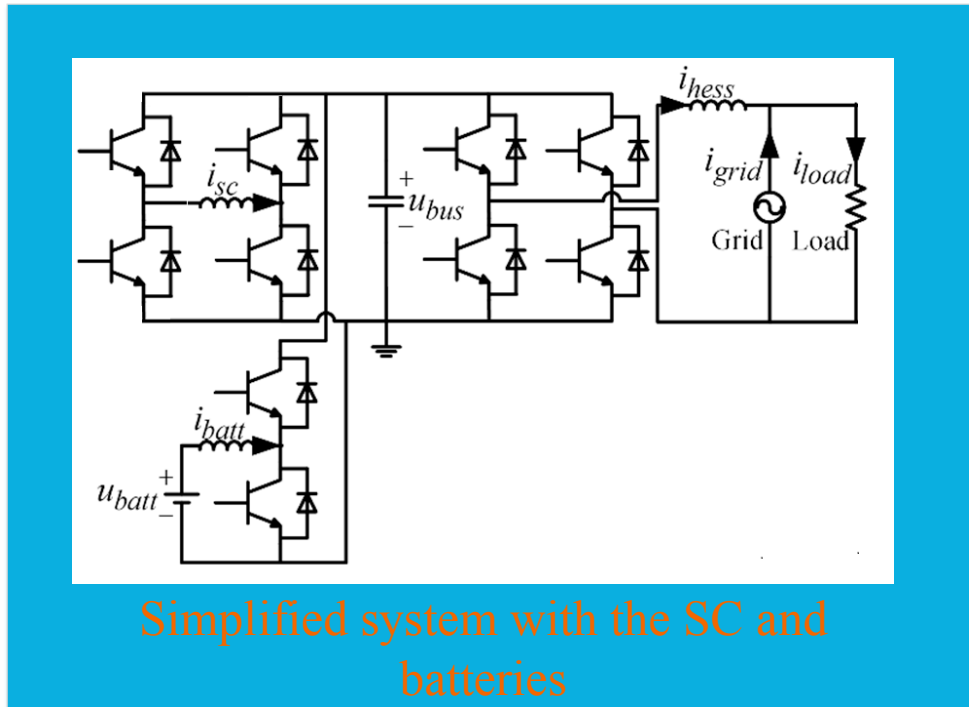 i_hess
i_sc
+
u_bus
−
i_grid
i_load
Grid
Load
i_batt
+
u_batt
−
Simplified system with the SC and
batteries